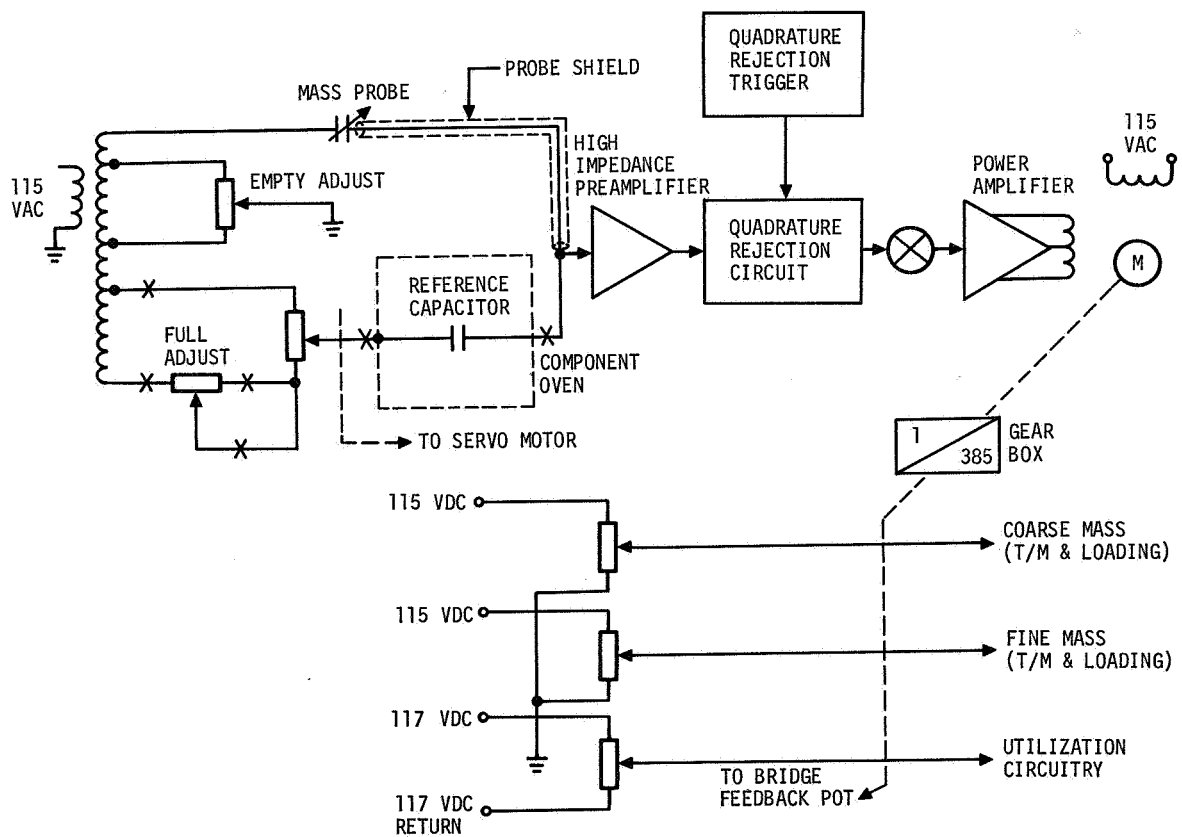 QUADRATURE
REJECTION
TRIGGER
PROBE SHIELD
MASS PROBE
115
VAC
HIGH
IMPEDANCE
PREAMPLIFIER
POWER
AMPLIFIER
115
VAC
EMPTY ADJUST
QUADRATURE
REJECTION
CIRCUIT
M
REFERENCE
CAPACITOR
FULL
ADJUST
COMPONENT
OVEN
TO SERVO MOTOR
1
385
GEAR
BOX
115 VDC
COARSE MASS
(T/M & LOADING)
115 VDC
FINE MASS
(T/M & LOADING)
117 VDC
UTILIZATION
CIRCUITRY
TO BRIDGE
FEEDBACK POT
117 VDC
RETURN